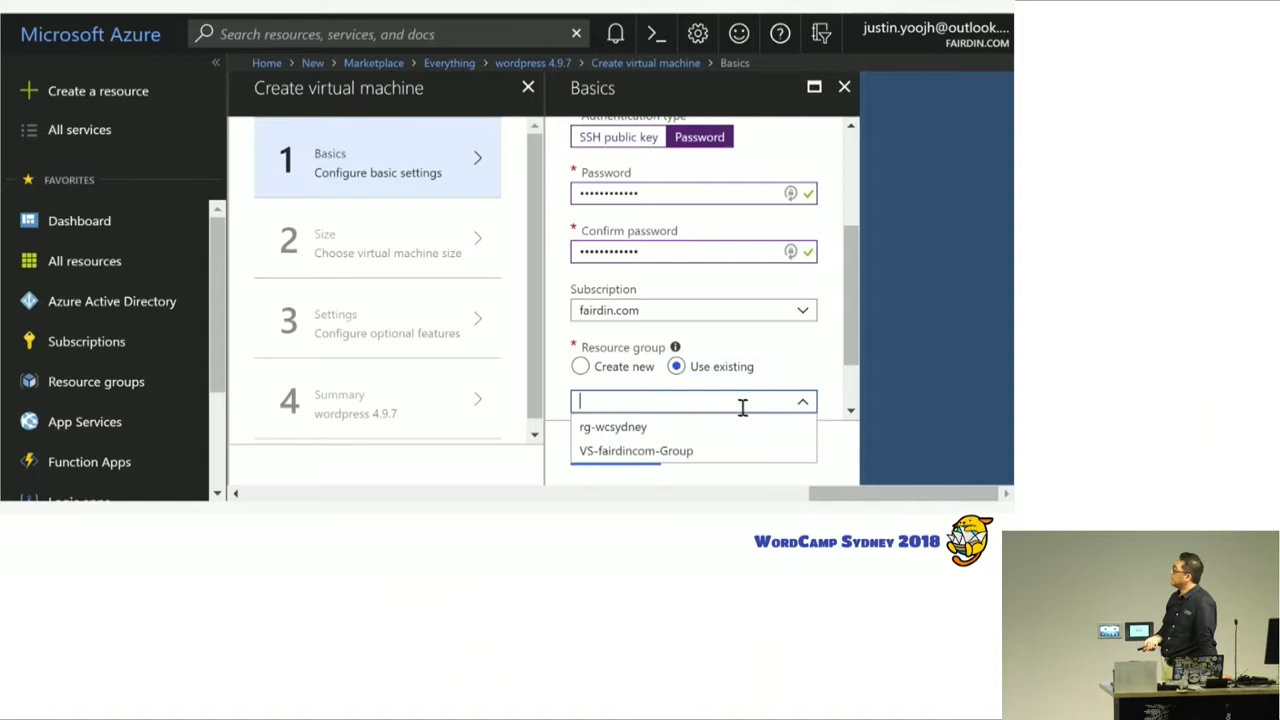 Microsoft Azure
Search resources, services, and docs
justin.yoojh@outlook....
FAIRDIN.COM
Home > New > Marketplace > Everything > wordpress 4.9.7 > Create virtual machine > Basics
Create a resource
All services
FAVORITES
Dashboard
All resources
Azure Active Directory
Subscriptions
Resource groups
App Services
Function Apps
Logic apps
Create virtual machine
1
Basics
Configure basic settings
2
Size
Choose virtual machine size
3
Settings
Configure optional features
4
Summary
wordpress 4.9.7
Basics
Authentication type
SSH public key
Password
* Password
••••••••••••
* Confirm password
••••••••••••
Subscription
fairdin.com
* Resource group
Create new
Use existing
rg-wcsydney
VS-fairdincom-Group
WordCamp Sydney 2018